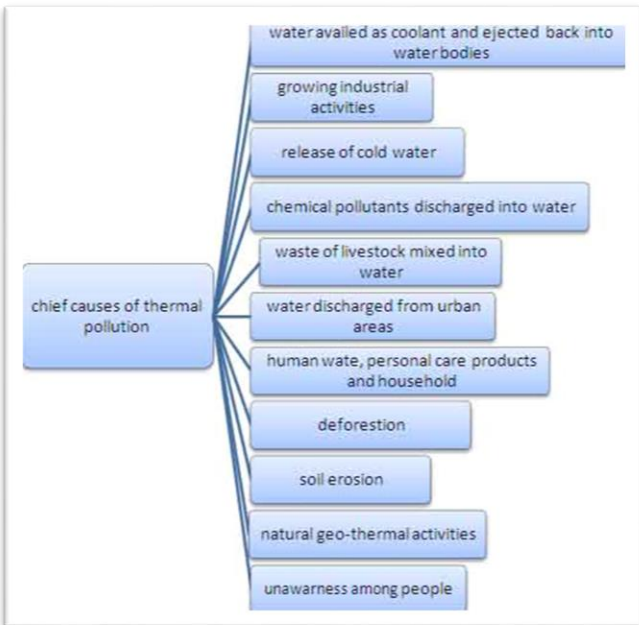 water availed as coolant and ejected back into
water bodies
growing industrial
activities
release of cold water
chemical pollutants discharged into water
waste of livestock mixed into
water
chief causes of thermal
pollution
water discharged from urban
areas
human wate, personal care products
and household
deforestion
soil erosion
natural geo-thermal activities
unawarness among people